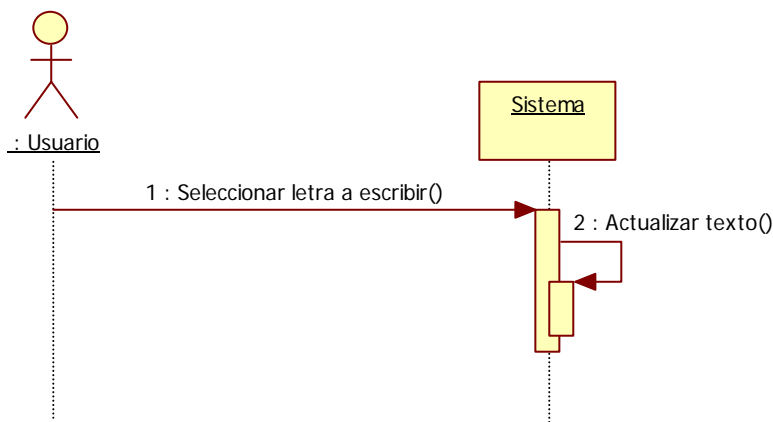 Sistema
: Usuario
1 : Seleccionar letra a escribir()
2 : Actualizar texto()